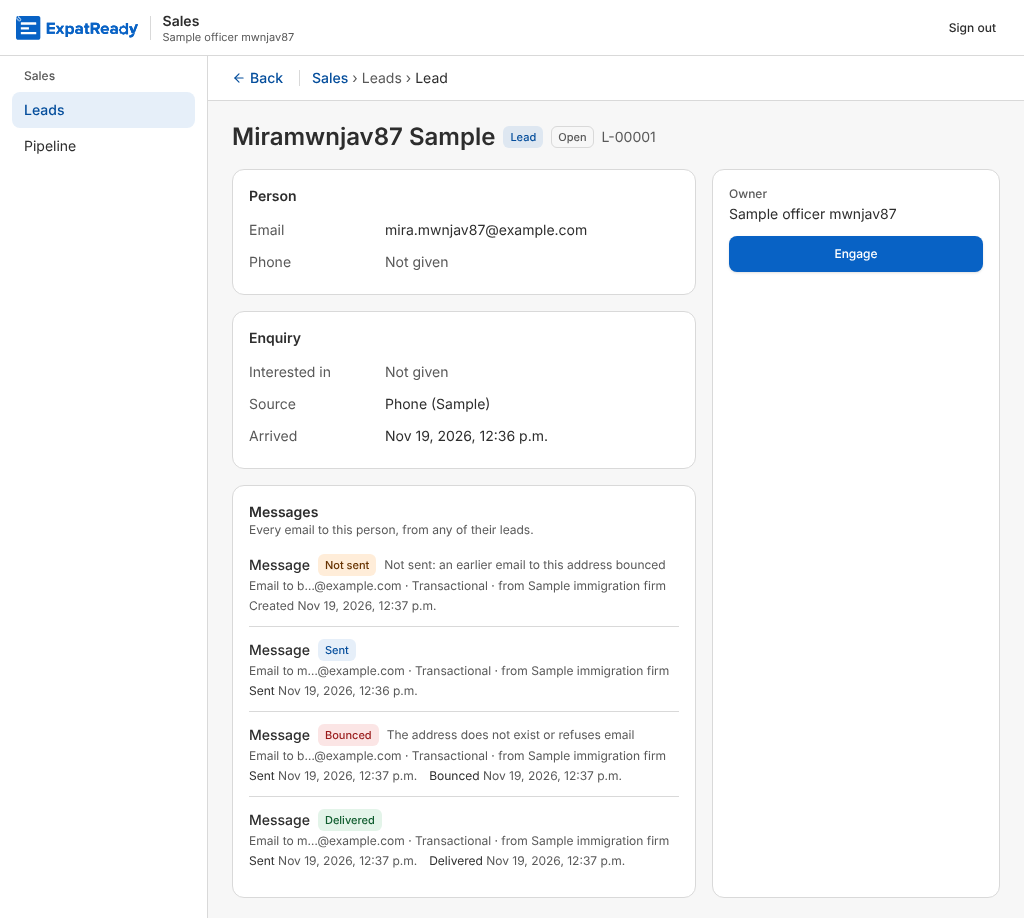 ExpatReady
Sales
Sample officer mwnjav87
Sign out
Sales
Leads
Pipeline
← Back
Sales › Leads › Lead
Miramwnjav87 Sample Lead Open L-00001
Person
Email mira.mwnjav87@example.com
Phone Not given
Enquiry
Interested in Not given
Source Phone (Sample)
Arrived Nov 19, 2026, 12:36 p.m.
Messages
Every email to this person, from any of their leads.
Message Not sent Not sent: an earlier email to this address bounced
Email to b...@example.com · Transactional · from Sample immigration firm
Created Nov 19, 2026, 12:37 p.m.
Message Sent
Email to m...@example.com · Transactional · from Sample immigration firm
Sent Nov 19, 2026, 12:36 p.m.
Message Bounced The address does not exist or refuses email
Email to b...@example.com · Transactional · from Sample immigration firm
Sent Nov 19, 2026, 12:37 p.m. Bounced Nov 19, 2026, 12:37 p.m.
Message Delivered
Email to m...@example.com · Transactional · from Sample immigration firm
Sent Nov 19, 2026, 12:37 p.m. Delivered Nov 19, 2026, 12:37 p.m.
Owner
Sample officer mwnjav87
Engage